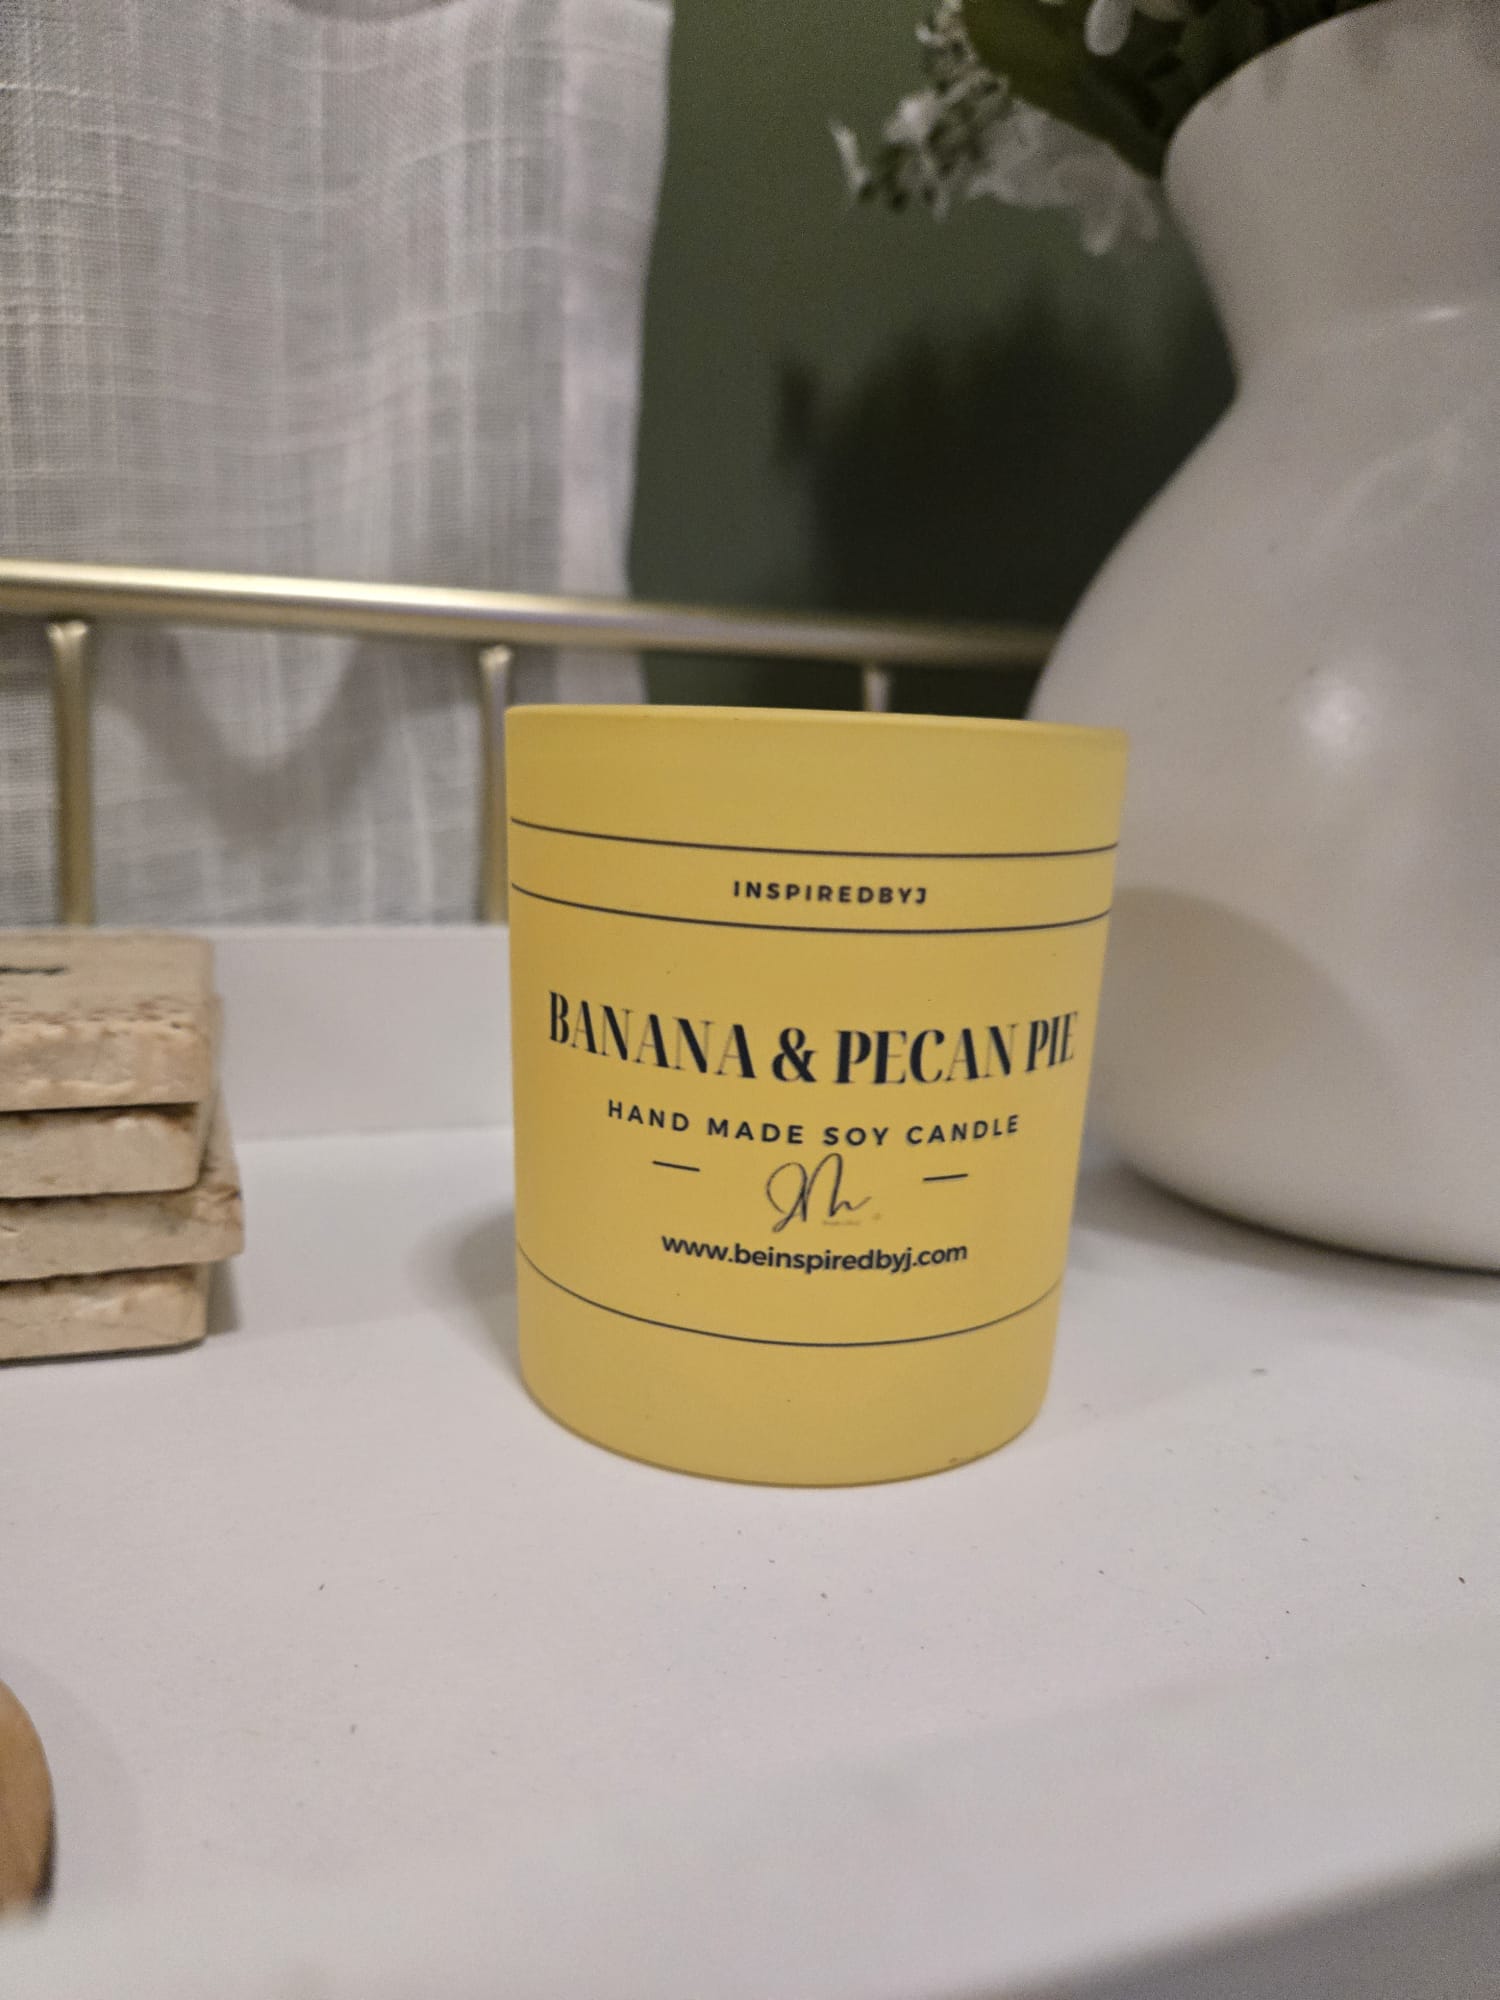 INSPIREDBYJ
BANANA & PECAN PIE
HAND MADE SOY CANDLE
www.beinspiredbyj.com